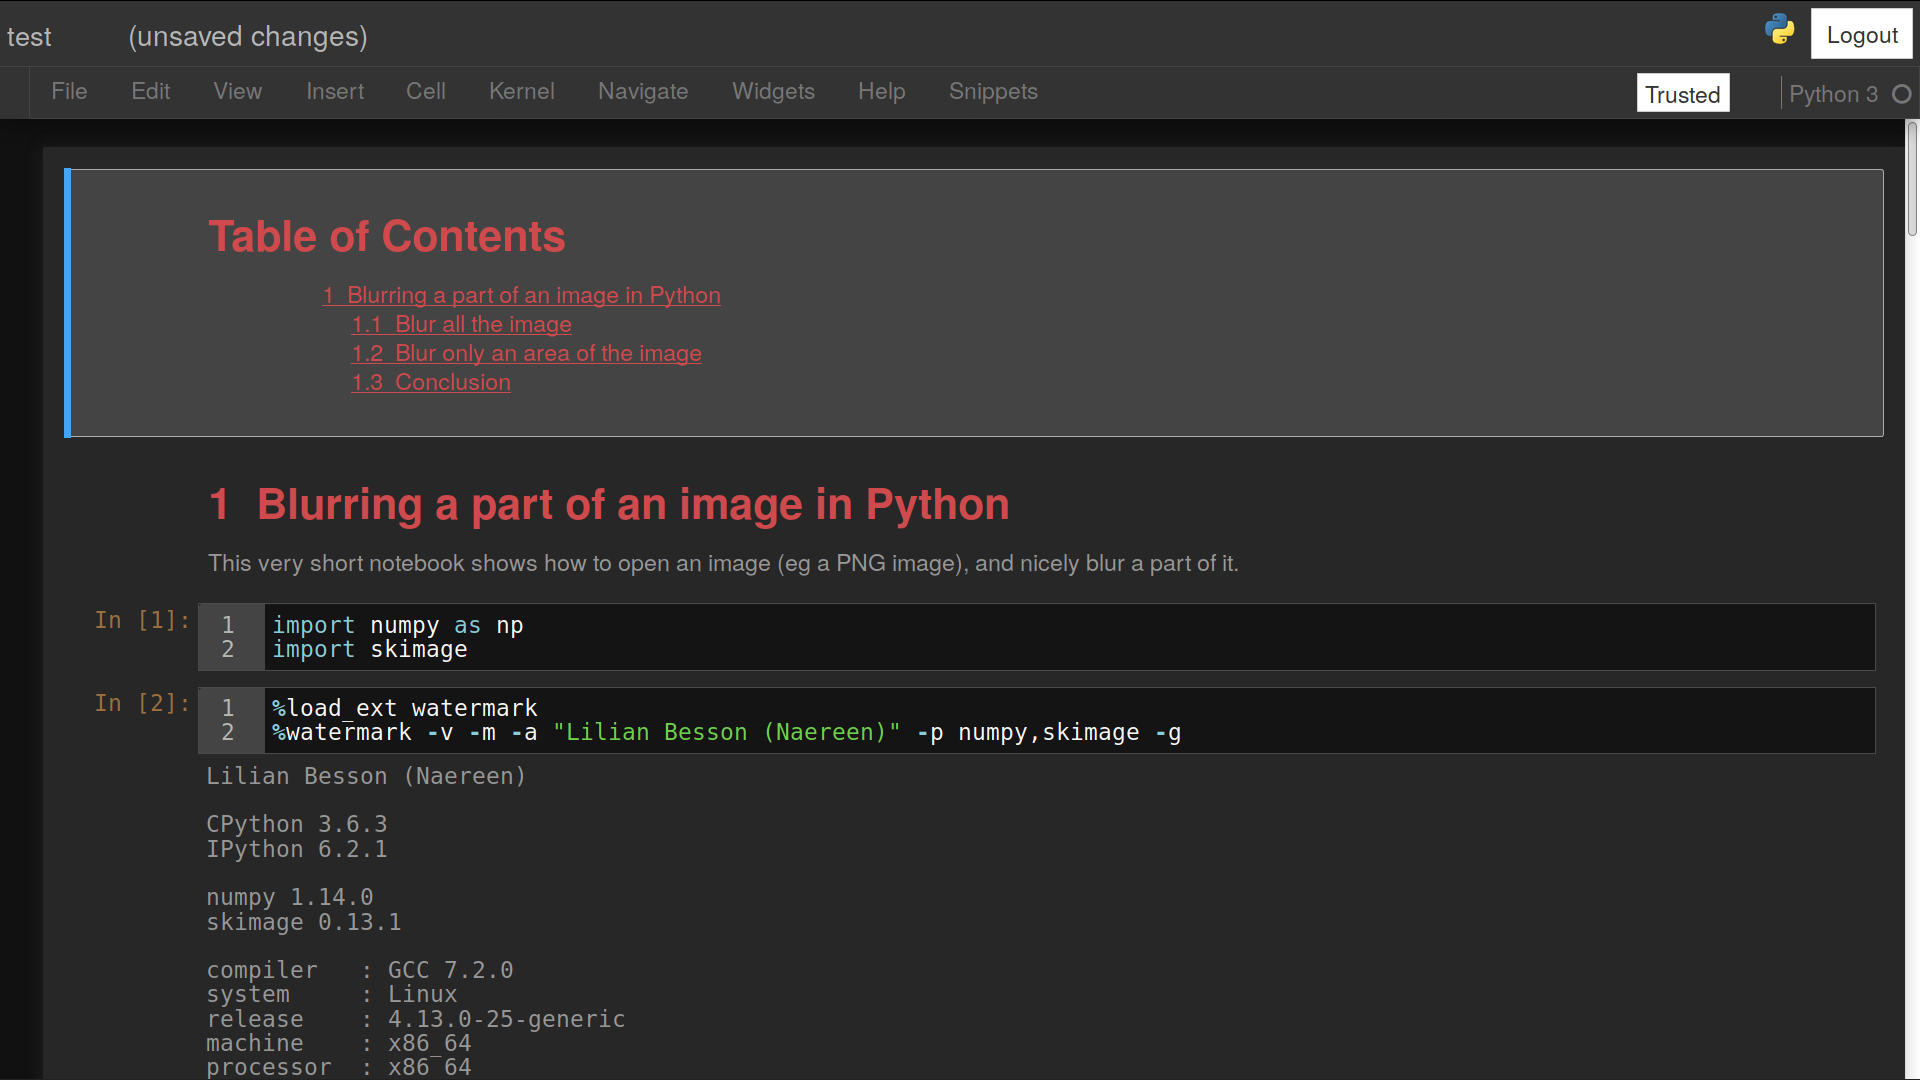 test (unsaved changes) Logout
File Edit View Insert Cell Kernel Navigate Widgets Help Snippets Trusted Python 3
Table of Contents
1 Blurring a part of an image in Python
1.1 Blur all the image
1.2 Blur only an area of the image
1.3 Conclusion
1 Blurring a part of an image in Python
This very short notebook shows how to open an image (eg a PNG image), and nicely blur a part of it.
In [1]: 1 import numpy as np
2 import skimage
In [2]: 1 %load_ext watermark
2 %watermark -v -m -a "Lilian Besson (Naereen)" -p numpy,skimage -g
Lilian Besson (Naereen)
CPython 3.6.3
IPython 6.2.1
numpy 1.14.0
skimage 0.13.1
compiler : GCC 7.2.0
system : Linux
release : 4.13.0-25-generic
machine : x86_64
processor : x86_64